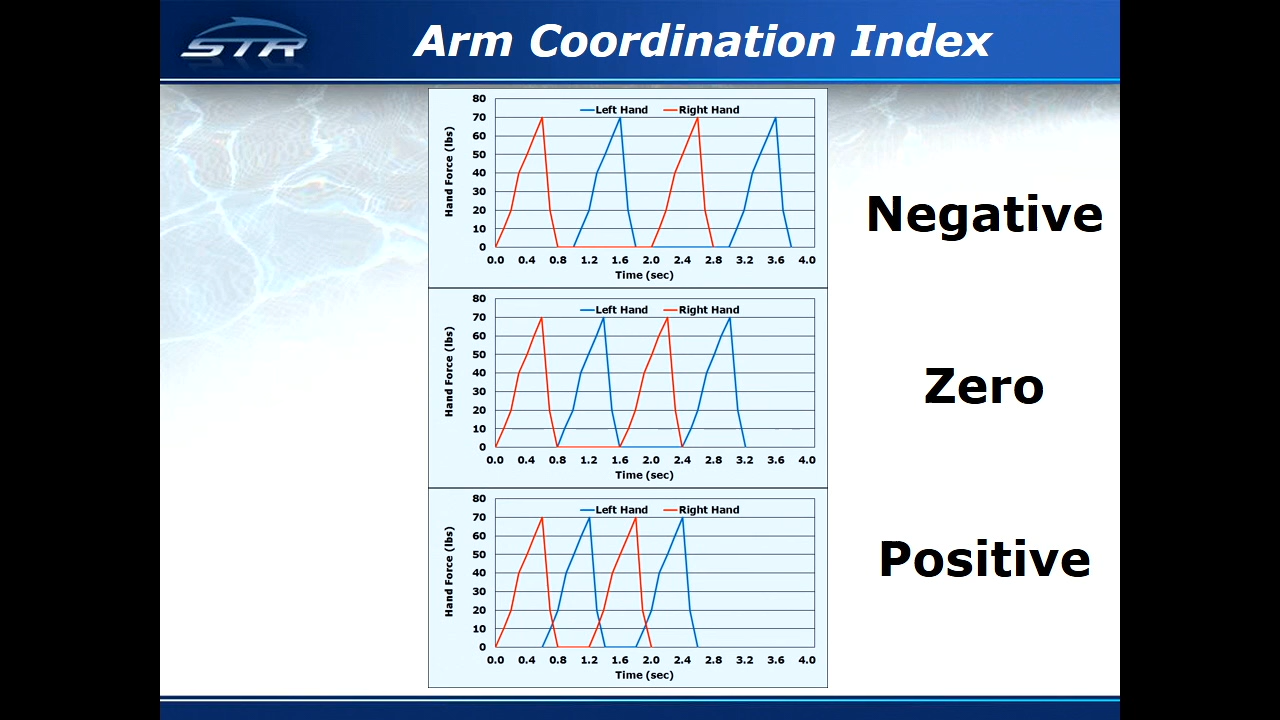 STR
Arm Coordination Index
80
70
60
50
40
30
20
10
0
Hand Force (lbs)
Left Hand Right Hand
0.0 0.4 0.8 1.2 1.6 2.0 2.4 2.8 3.2 3.6 4.0
Time (sec)
Negative
80
70
60
50
40
30
20
10
0
Hand Force (lbs)
Left Hand Right Hand
0.0 0.4 0.8 1.2 1.6 2.0 2.4 2.8 3.2 3.6 4.0
Time (sec)
Zero
80
70
60
50
40
30
20
10
0
Hand Force (lbs)
Left Hand Right Hand
0.0 0.4 0.8 1.2 1.6 2.0 2.4 2.8 3.2 3.6 4.0
Time (sec)
Positive